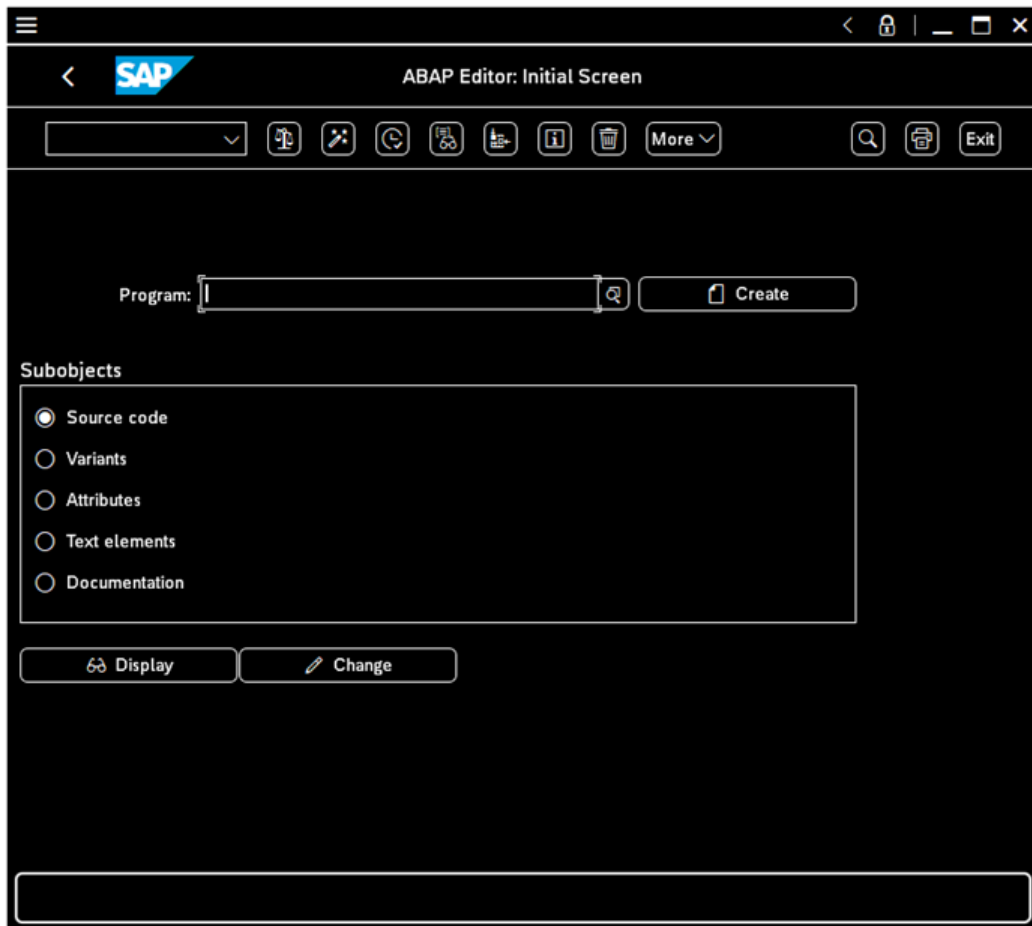 SAP
ABAP Editor: Initial Screen
More
Exit
Program:
Create
Subobjects
Source code
Variants
Attributes
Text elements
Documentation
Display
Change